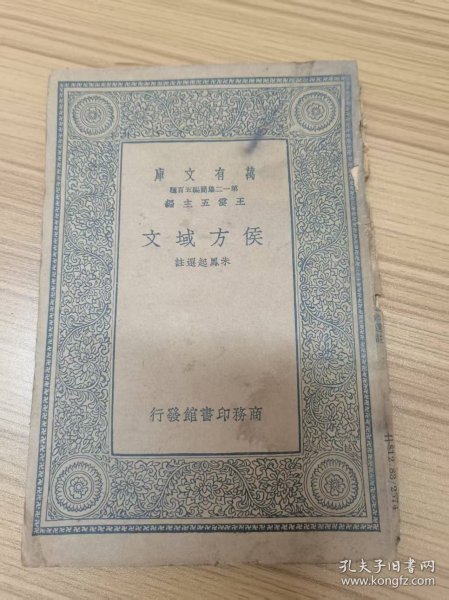 庫文有萬
種百五編簡集二一第
編主五雲王
文域方侯
註選起鳳朱
行發館書印務商
孔夫子旧书网
www.kongfz.com